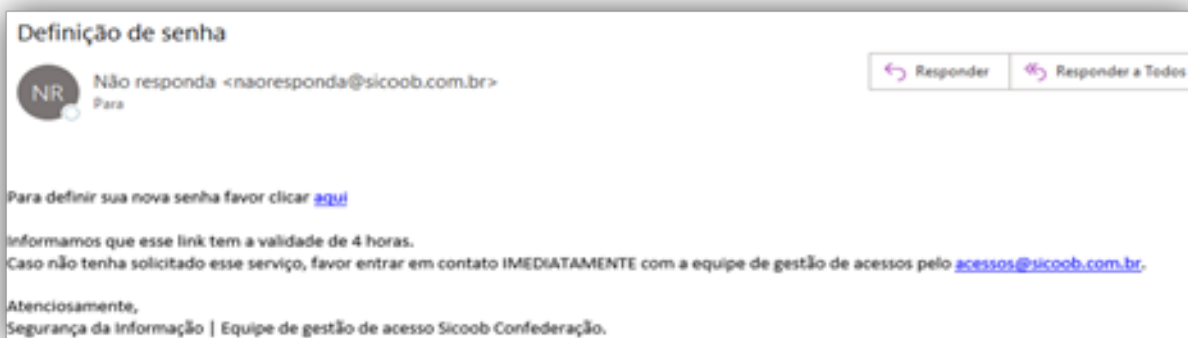 Definição de senha
NR
Não responda <naoresponda@sicoob.com.br>
Para
Responder
Responder a Todos
Para definir sua nova senha favor clicar aqui
Informamos que esse link tem a validade de 4 horas.
Caso não tenha solicitado esse serviço, favor entrar em contato IMEDIATAMENTE com a equipe de gestão de acessos pelo acessos@sicoob.com.br.
Atenciosamente,
Segurança da Informação | Equipe de gestão de acesso Sicoob Confederação.